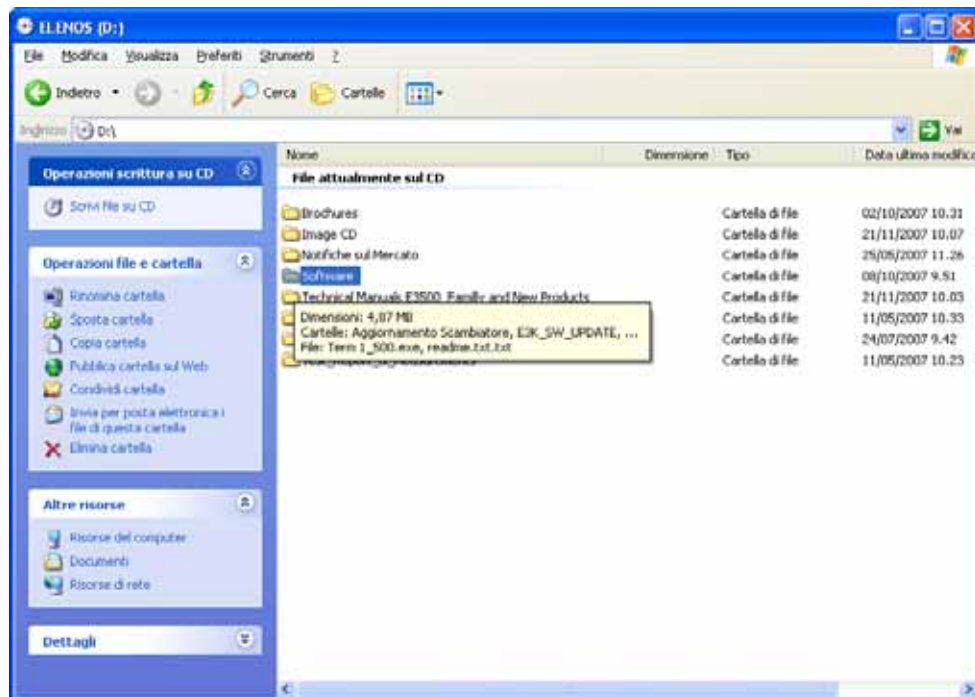 ELENOS (D:)
File Modifica Visualizza Preferiti Strumenti ?
Indietro Cerca Cartelle
Indirizzo D:\ Vai
Nome Dimensione Tipo Data ultima modifica
Operazioni scrittura su CD
File attualmente sul CD
Scrivi file su CD
Brochures Cartella di file 02/10/2007 10.31
Image CD Cartella di file 21/11/2007 10.07
Notifiche sul Mercato Cartella di file 25/05/2007 11.26
Software Cartella di file 08/10/2007 9.51
Technical Manuals E3500 Family and New Products Cartella di file 21/11/2007 10.03
Cartella di file 11/05/2007 10.33
Cartella di file 24/07/2007 9.42
Cartella di file 11/05/2007 10.23
Dimensioni: 4,07 MB
Cartelle: Aggiornamento Scambiatore, E3K_SW_UPDATE, ...
File: Term 1_500.exe, readme.txt.txt
Operazioni file e cartella
Rinomina cartella
Sposta cartella
Copia cartella
Pubblica cartella sul Web
Condividi cartella
Invia per posta elettronica i
file di questa cartella
Elimina cartella
Altre risorse
Risorse del computer
Documenti
Risorse di rete
Dettagli